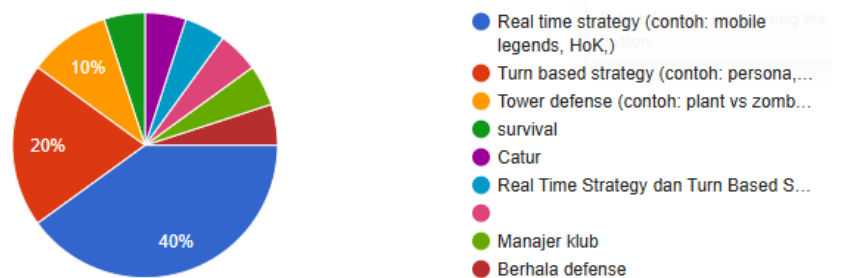 10%
20%
40%
Real time strategy (contoh: mobile
legends, HoK,)
Turn based strategy (contoh: persona,...
Tower defense (contoh: plant vs zomb...
survival
Catur
Real Time Strategy dan Turn Based S...
Manajer klub
Berhala defense